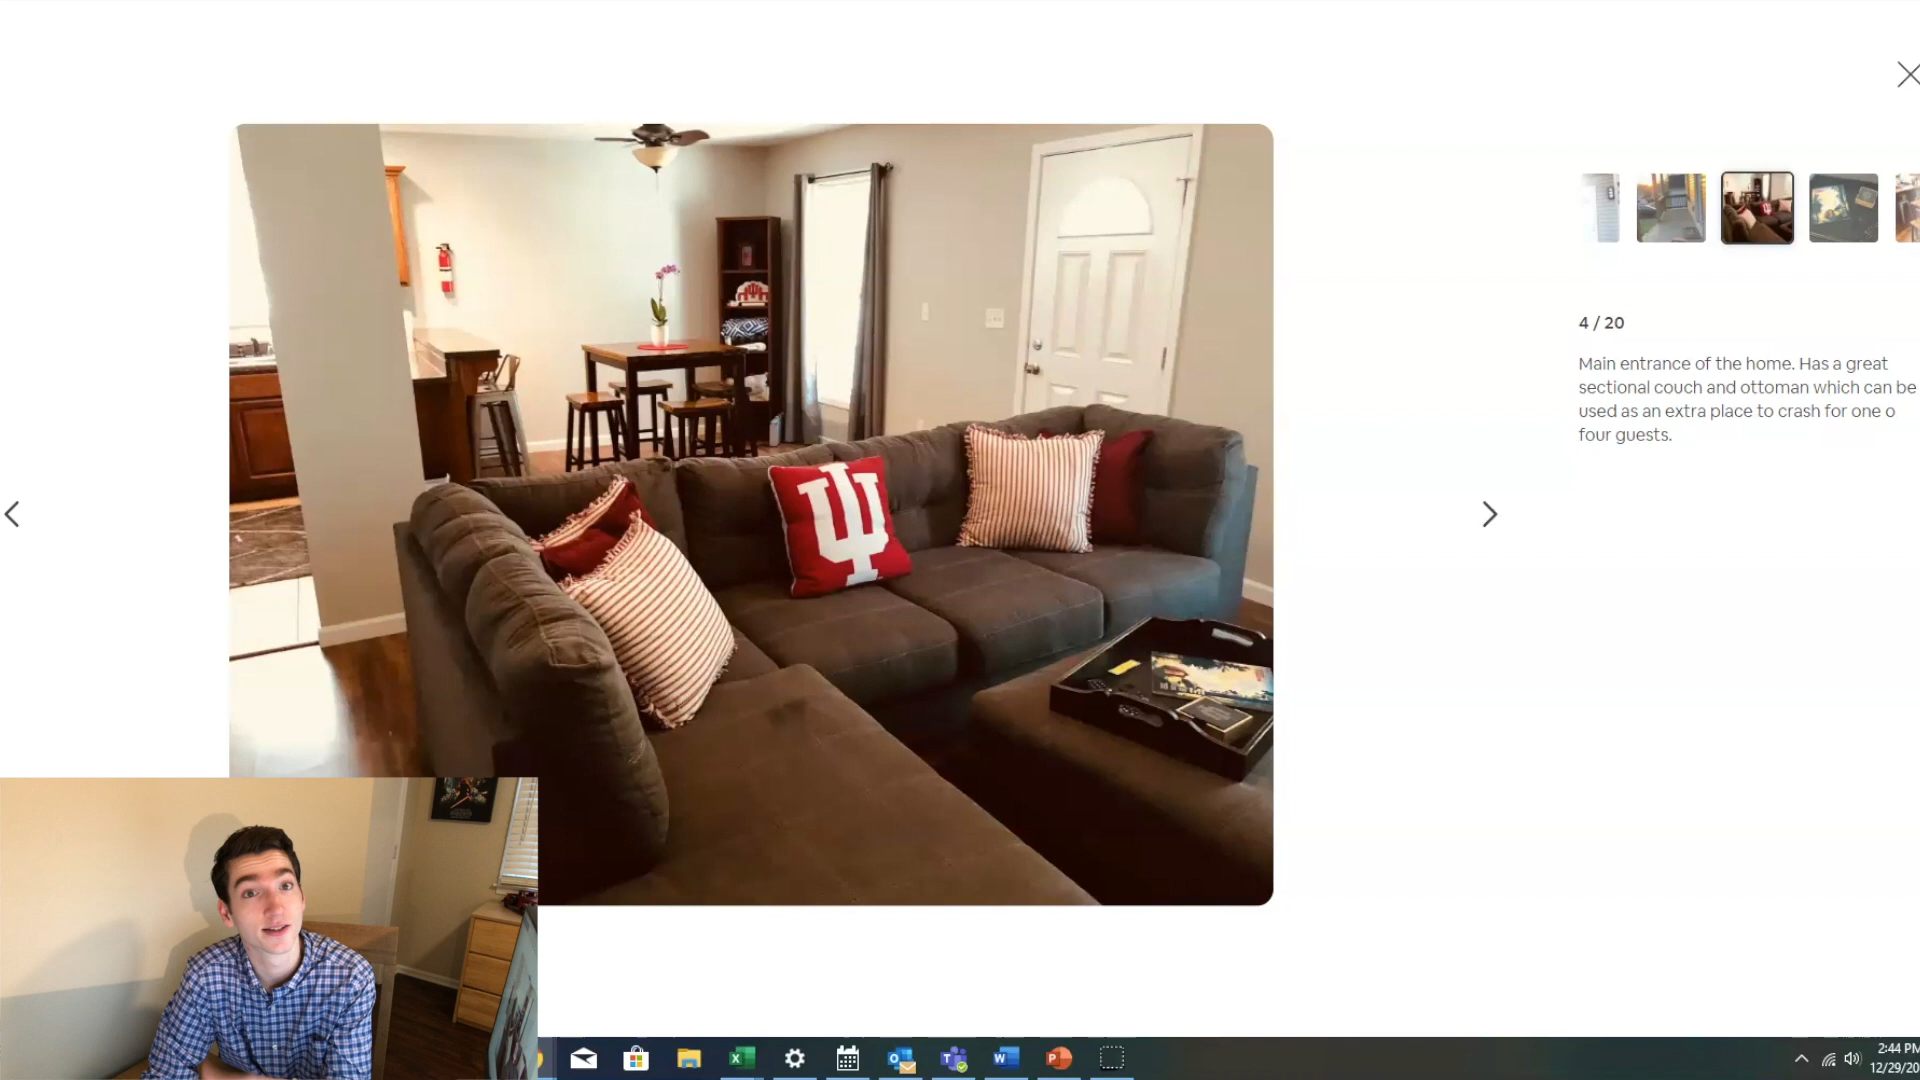 4 / 20
Main entrance of the home. Has a great
sectional couch and ottoman which can be
used as an extra place to crash for one o
four guests.
2:44 PM
12/29/20